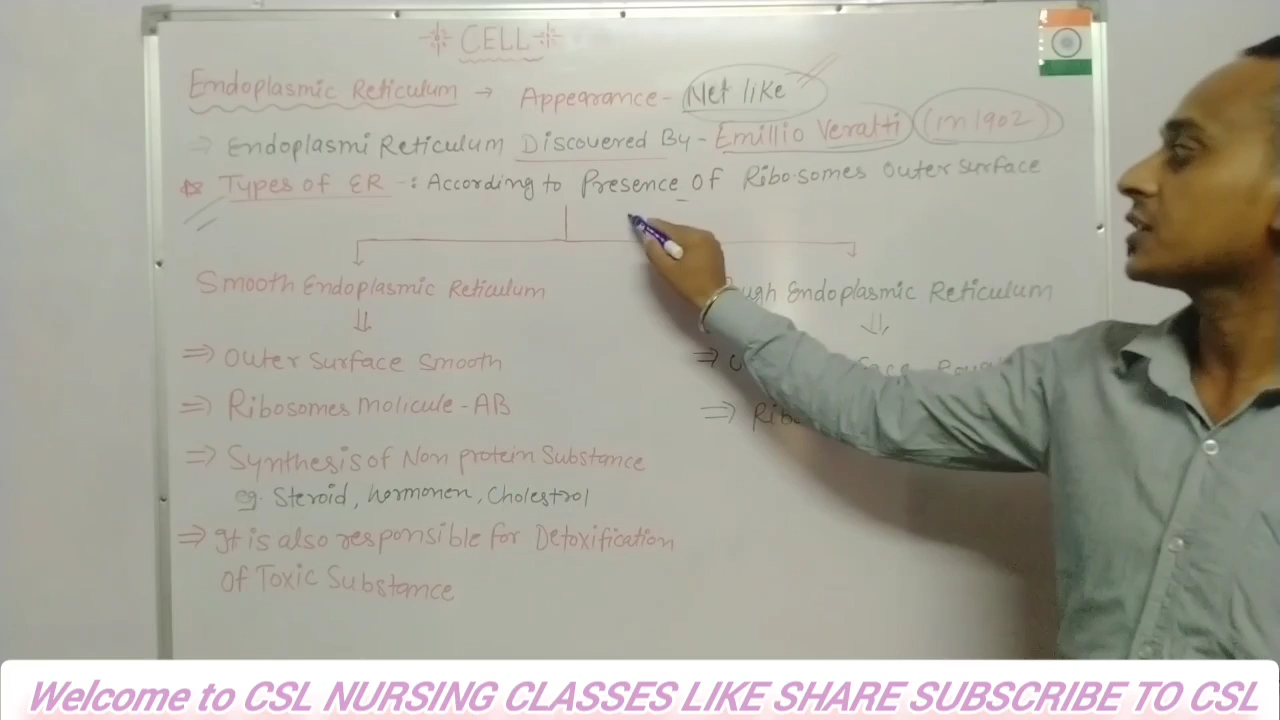 CELL
Endoplasmic Reticulum → Appearance - Net like
⇒ Endoplasmi Reticulum Discovered By - Emillio Veratti (in 1902)
Types of ER -: According to Presence Of Ribosomes Outer Surface
Smooth Endoplasmic Reticulum
Endoplasmic Reticulum
⇒ Outer Surface Smooth
⇒ Ribosomes Molicule - AB
⇒ Synthesis of Non protein Substance
eg. Steroid, hormonen, Cholestrol
⇒ It is also responsible for Detoxification
Of Toxic Substance
Welcome to CSL NURSING CLASSES LIKE SHARE SUBSCRIBE TO CSL